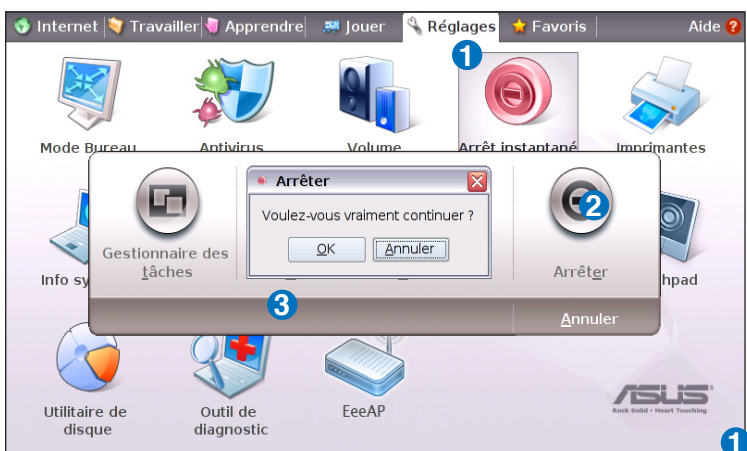 Internet Travailler Apprendre Jouer Réglages Favoris Aide ?
1
Mode Bureau Antivirus Volume Arrêt instantané Imprimantes
Arrêter
Voulez-vous vraiment continuer ?
OK Annuler
2
Gestionnaire des
tâches
Arrêter
Info sy hpad
3
Annuler
Utilitaire de
disque
Outil de
diagnostic
EeeAP
ASUS
Rock Solid • Heart Touching
1